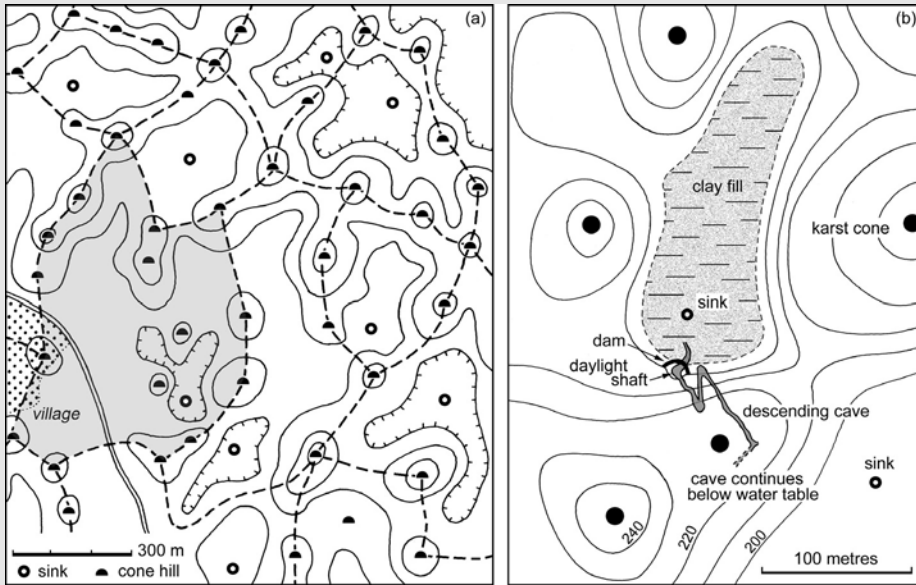 (a)
village
300 m
sink
cone hill
(b)
clay fill
karst cone
sink
dam
daylight
shaft
descending cave
cave continues
below water table
sink
240
220
200
100 metres